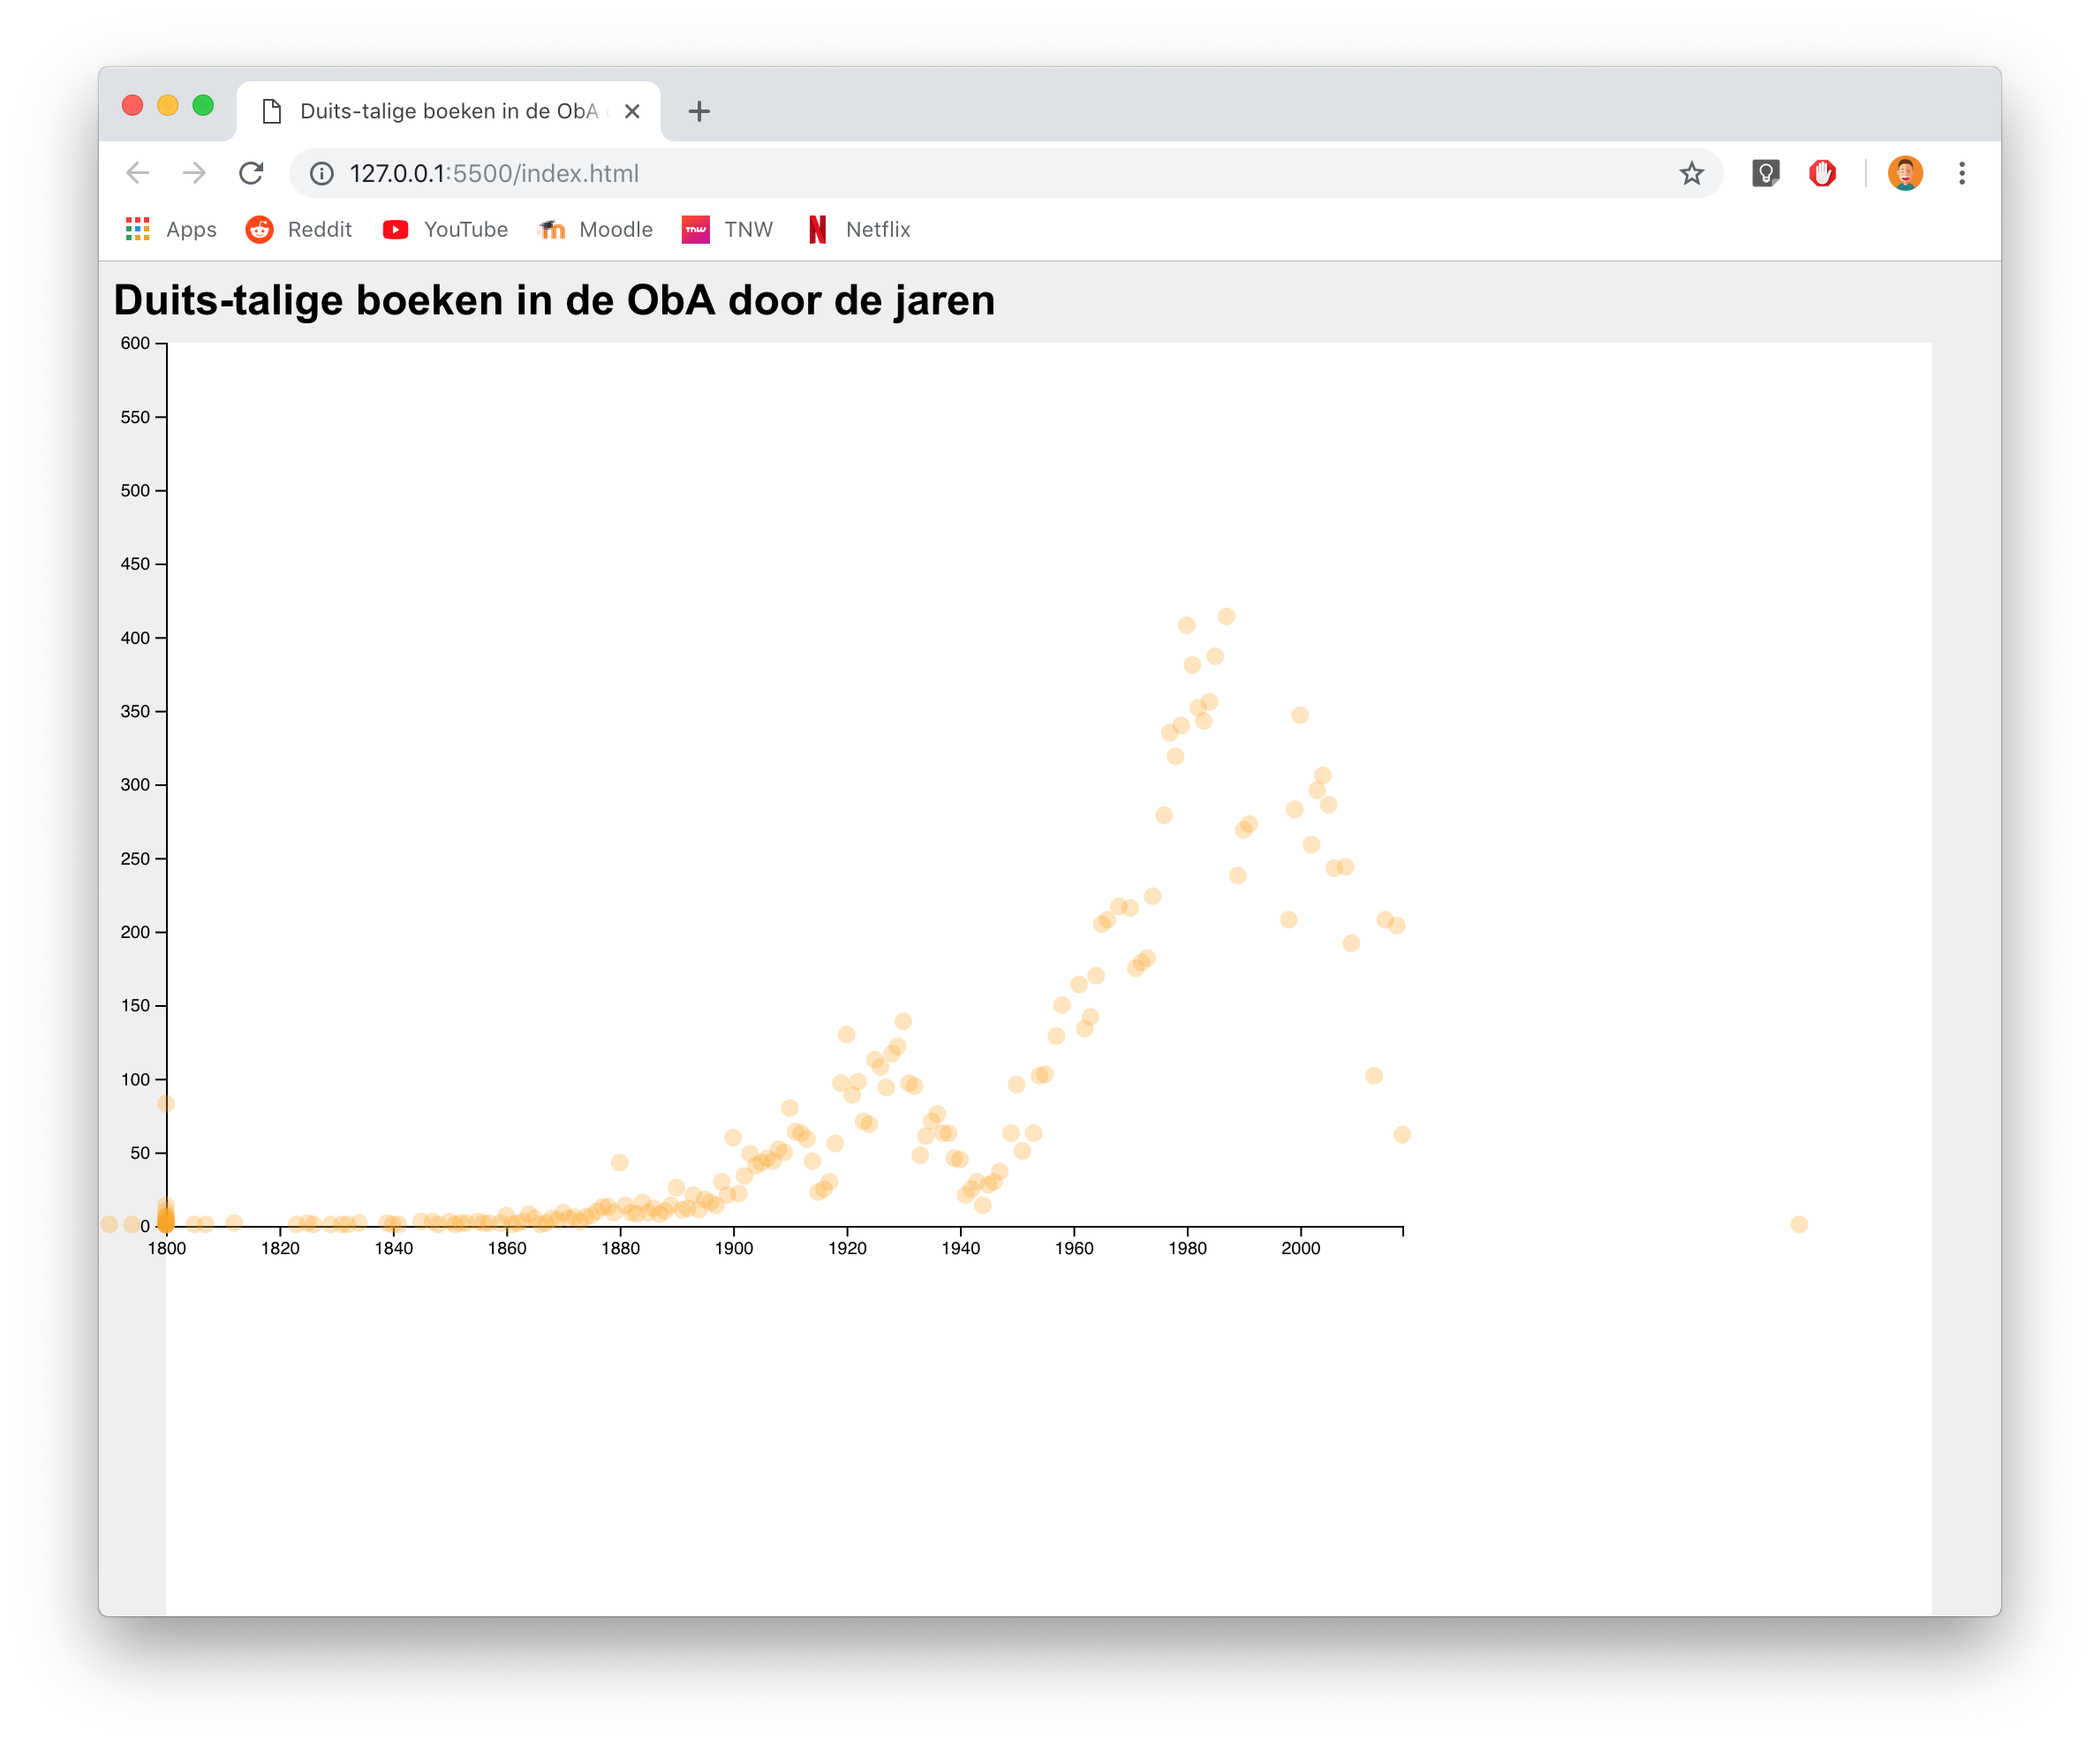 Duits-talige boeken in de ObA
127.0.0.1:5500/index.html
Apps Reddit YouTube Moodle TNW TNW Netflix
Duits-talige boeken in de ObA door de jaren
600
550
500
450
400
350
300
250
200
150
100
50
0
1800 1820 1840 1860 1880 1900 1920 1940 1960 1980 2000